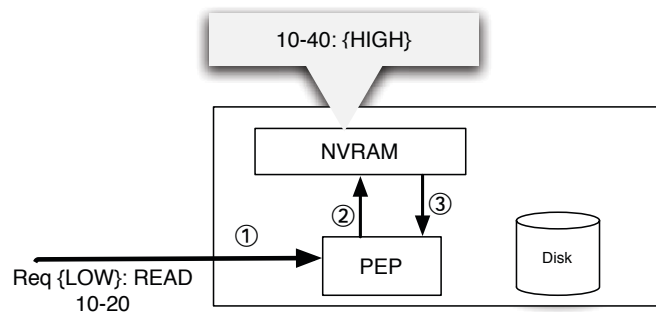 10-40: {HIGH}
NVRAM
②
③
①
PEP
Disk
Req {LOW}: READ
10-20